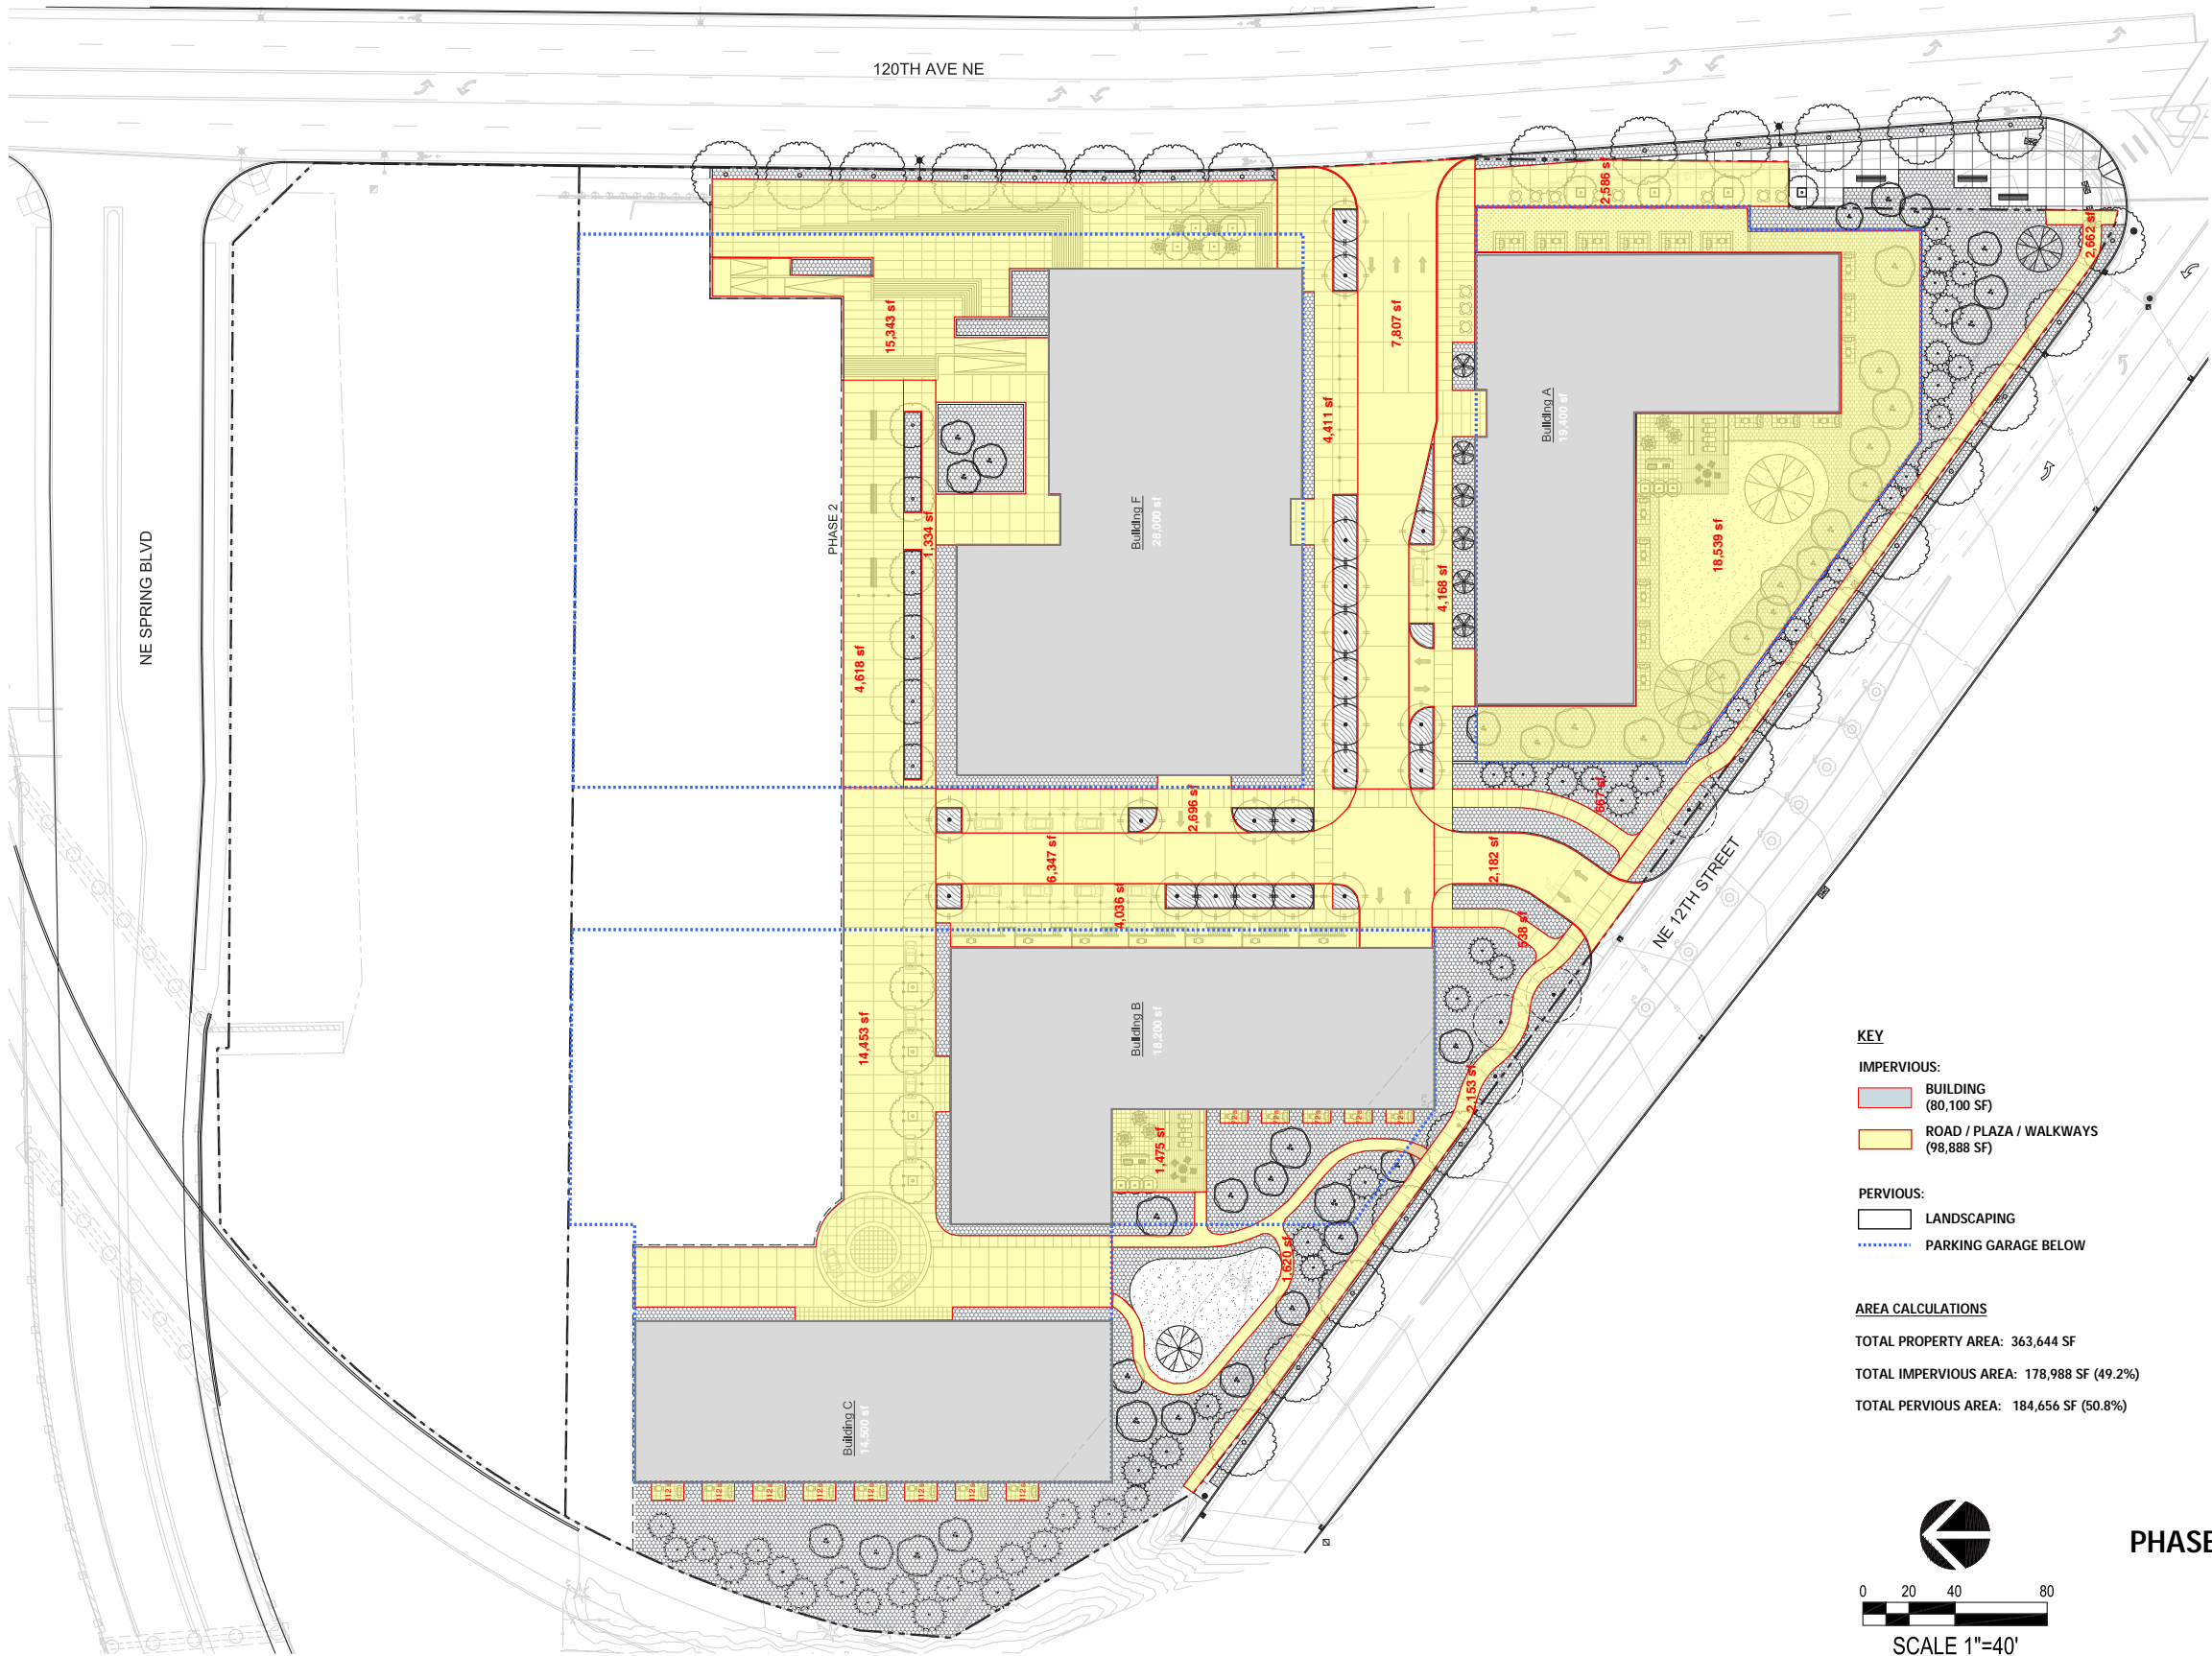 120TH AVE NE
NE SPRING BLVD
PHASE 2
NE 12TH STREET
2,586 sf
2,662 sf
15,343 sf
7,807 sf
4,411 sf
Building A
19,400 sf
Building F
28,000 sf
1,334 sf
4,168 sf
18,539 sf
4,618 sf
667 sf
2,696 sf
6,347 sf
2,182 sf
4,036 sf
538 sf
14,453 sf
Building B
18,200 sf
2,153 sf
1,475 sf
1,620 sf
Building C
14,500 sf
KEY
IMPERVIOUS:
BUILDING
(80,100 SF)
ROAD / PLAZA / WALKWAYS
(98,888 SF)
PERVIOUS:
LANDSCAPING
PARKING GARAGE BELOW
AREA CALCULATIONS
TOTAL PROPERTY AREA: 363,644 SF
TOTAL IMPERVIOUS AREA: 178,988 SF (49.2%)
TOTAL PERVIOUS AREA: 184,656 SF (50.8%)
PHASE
0 20 40 80
SCALE 1"=40'